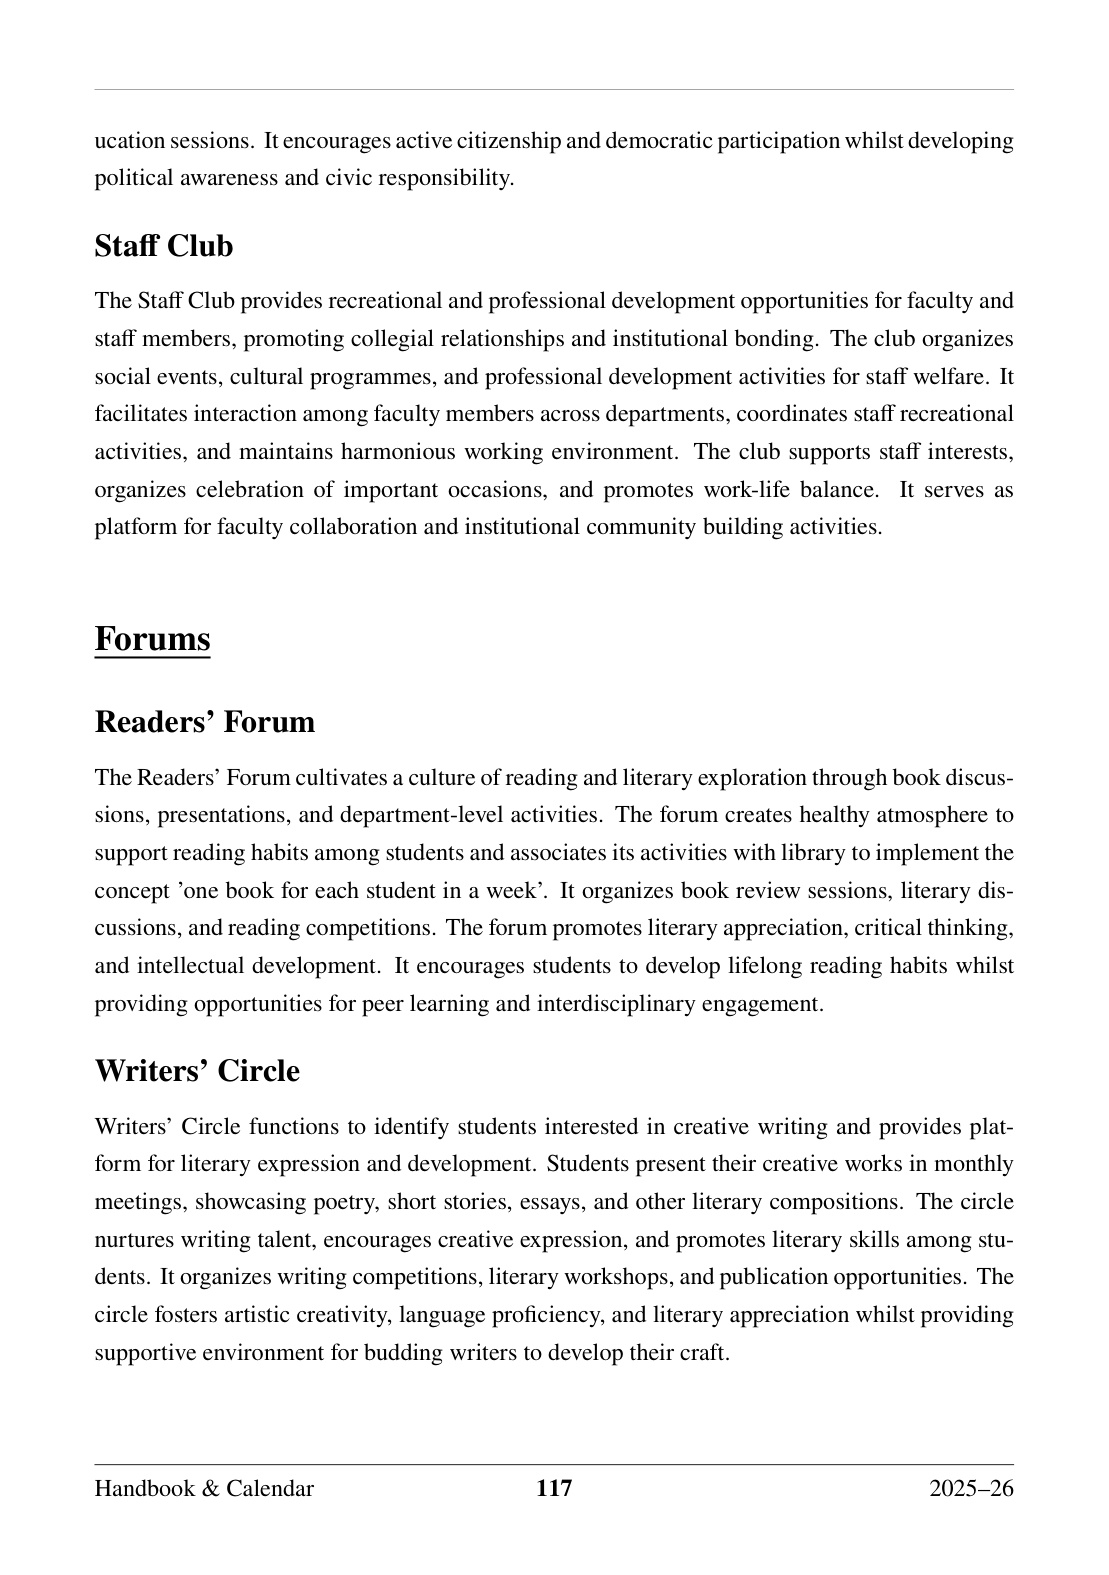 ucation sessions. It encourages active citizenship and democratic participation whilst developing
political awareness and civic responsibility.
Staff Club
The Staff Club provides recreational and professional development opportunities for faculty and
staff members, promoting collegial relationships and institutional bonding. The club organizes
social events, cultural programmes, and professional development activities for staff welfare. It
facilitates interaction among faculty members across departments, coordinates staff recreational
activities, and maintains harmonious working environment. The club supports staff interests,
organizes celebration of important occasions, and promotes work-life balance. It serves as
platform for faculty collaboration and institutional community building activities.
Forums
Readers’ Forum
The Readers’ Forum cultivates a culture of reading and literary exploration through book discus-
sions, presentations, and department-level activities. The forum creates healthy atmosphere to
support reading habits among students and associates its activities with library to implement the
concept ’one book for each student in a week’. It organizes book review sessions, literary dis-
cussions, and reading competitions. The forum promotes literary appreciation, critical thinking,
and intellectual development. It encourages students to develop lifelong reading habits whilst
providing opportunities for peer learning and interdisciplinary engagement.
Writers’ Circle
Writers’ Circle functions to identify students interested in creative writing and provides plat-
form for literary expression and development. Students present their creative works in monthly
meetings, showcasing poetry, short stories, essays, and other literary compositions. The circle
nurtures writing talent, encourages creative expression, and promotes literary skills among stu-
dents. It organizes writing competitions, literary workshops, and publication opportunities. The
circle fosters artistic creativity, language proficiency, and literary appreciation whilst providing
supportive environment for budding writers to develop their craft.
Handbook & Calendar 117 2025–26